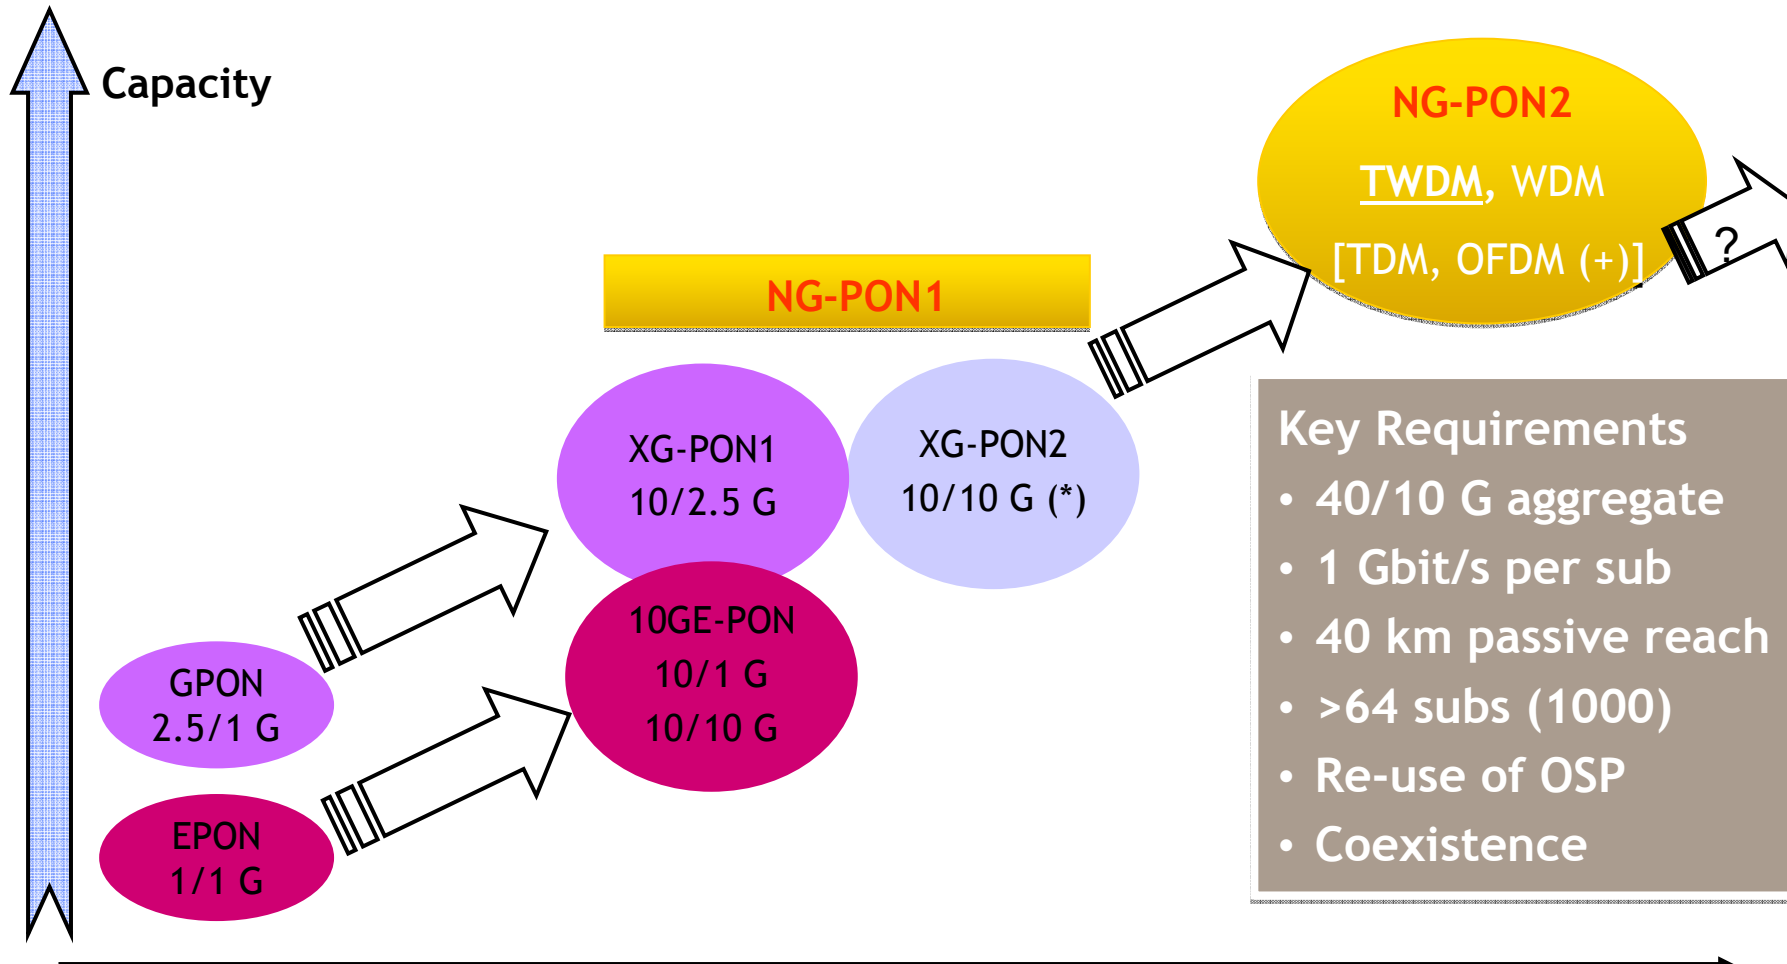 Capacity
NG-PON2
TWDM, WDM
[TDM, OFDM (+)]
?
NG-PON1
XG-PON1
10/2.5 G
XG-PON2
10/10 G (*)
10GE-PON
10/1 G
10/10 G
GPON
2.5/1 G
EPON
1/1 G
Key Requirements
• 40/10 G aggregate
• 1 Gbit/s per sub
• 40 km passive reach
• >64 subs (1000)
• Re-use of OSP
• Coexistence